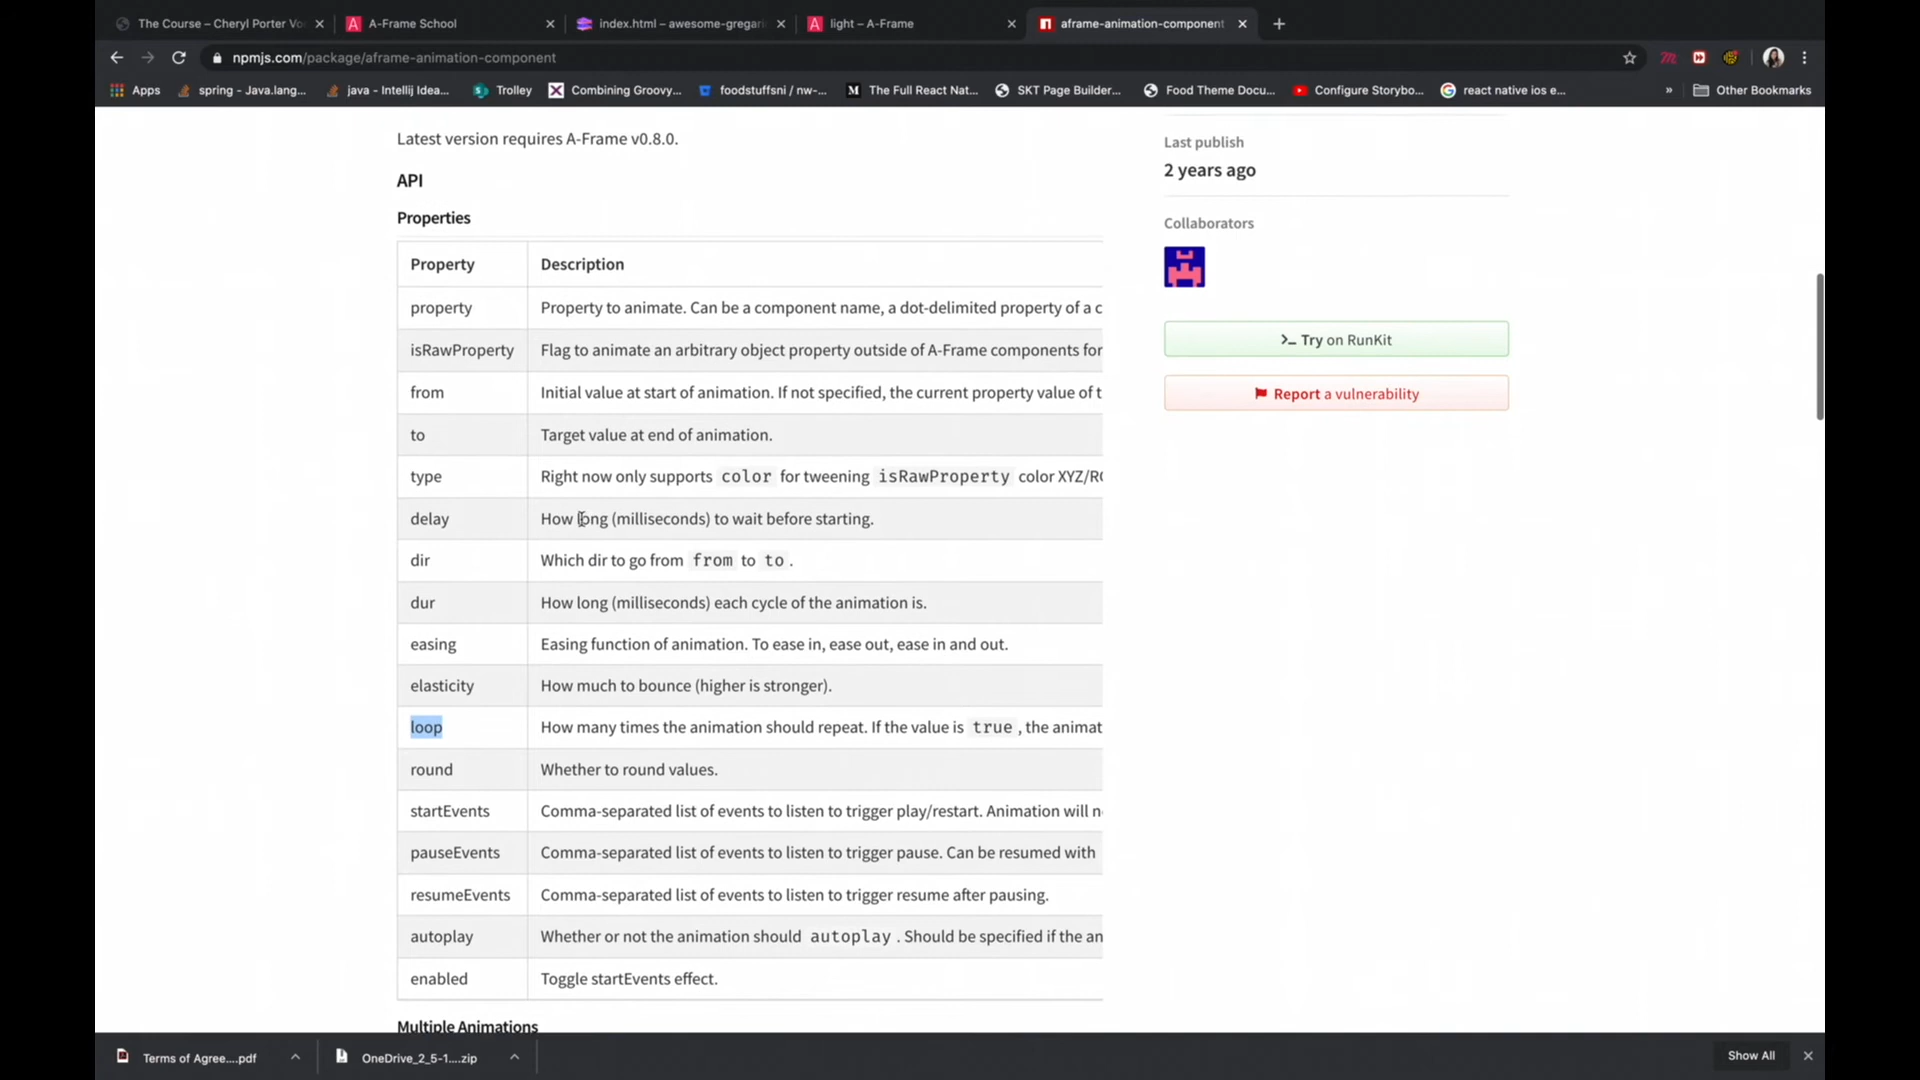 The Course – Cheryl Porter Vo
A-Frame School
index.html – awesome-gregari
light – A-Frame
aframe-animation-component
npmjs.com/package/aframe-animation-component
Apps
spring - Java.lang...
java - Intellij Idea...
Trolley
Combining Groovy...
foodstuffsni / nw-...
The Full React Nat...
SKT Page Builder...
Food Theme Docu...
Configure Storybo...
react native ios e...
»
Other Bookmarks
Latest version requires A-Frame v0.8.0.
API
Properties
Property Description
property Property to animate. Can be a component name, a dot-delimited property of a c
isRawProperty Flag to animate an arbitrary object property outside of A-Frame components for
from Initial value at start of animation. If not specified, the current property value of t
to Target value at end of animation.
type Right now only supports color for tweening isRawProperty color XYZ/R
delay How long (milliseconds) to wait before starting.
dir Which dir to go from from to to .
dur How long (milliseconds) each cycle of the animation is.
easing Easing function of animation. To ease in, ease out, ease in and out.
elasticity How much to bounce (higher is stronger).
loop How many times the animation should repeat. If the value is true , the animat
round Whether to round values.
startEvents Comma-separated list of events to listen to trigger play/restart. Animation will n
pauseEvents Comma-separated list of events to listen to trigger pause. Can be resumed with
resumeEvents Comma-separated list of events to listen to trigger resume after pausing.
autoplay Whether or not the animation should autoplay . Should be specified if the an
enabled Toggle startEvents effect.
Multiple Animations
Last publish
2 years ago
Collaborators
Try on RunKit
Report a vulnerability
Terms of Agree....pdf
OneDrive_2_5-1....zip
Show All